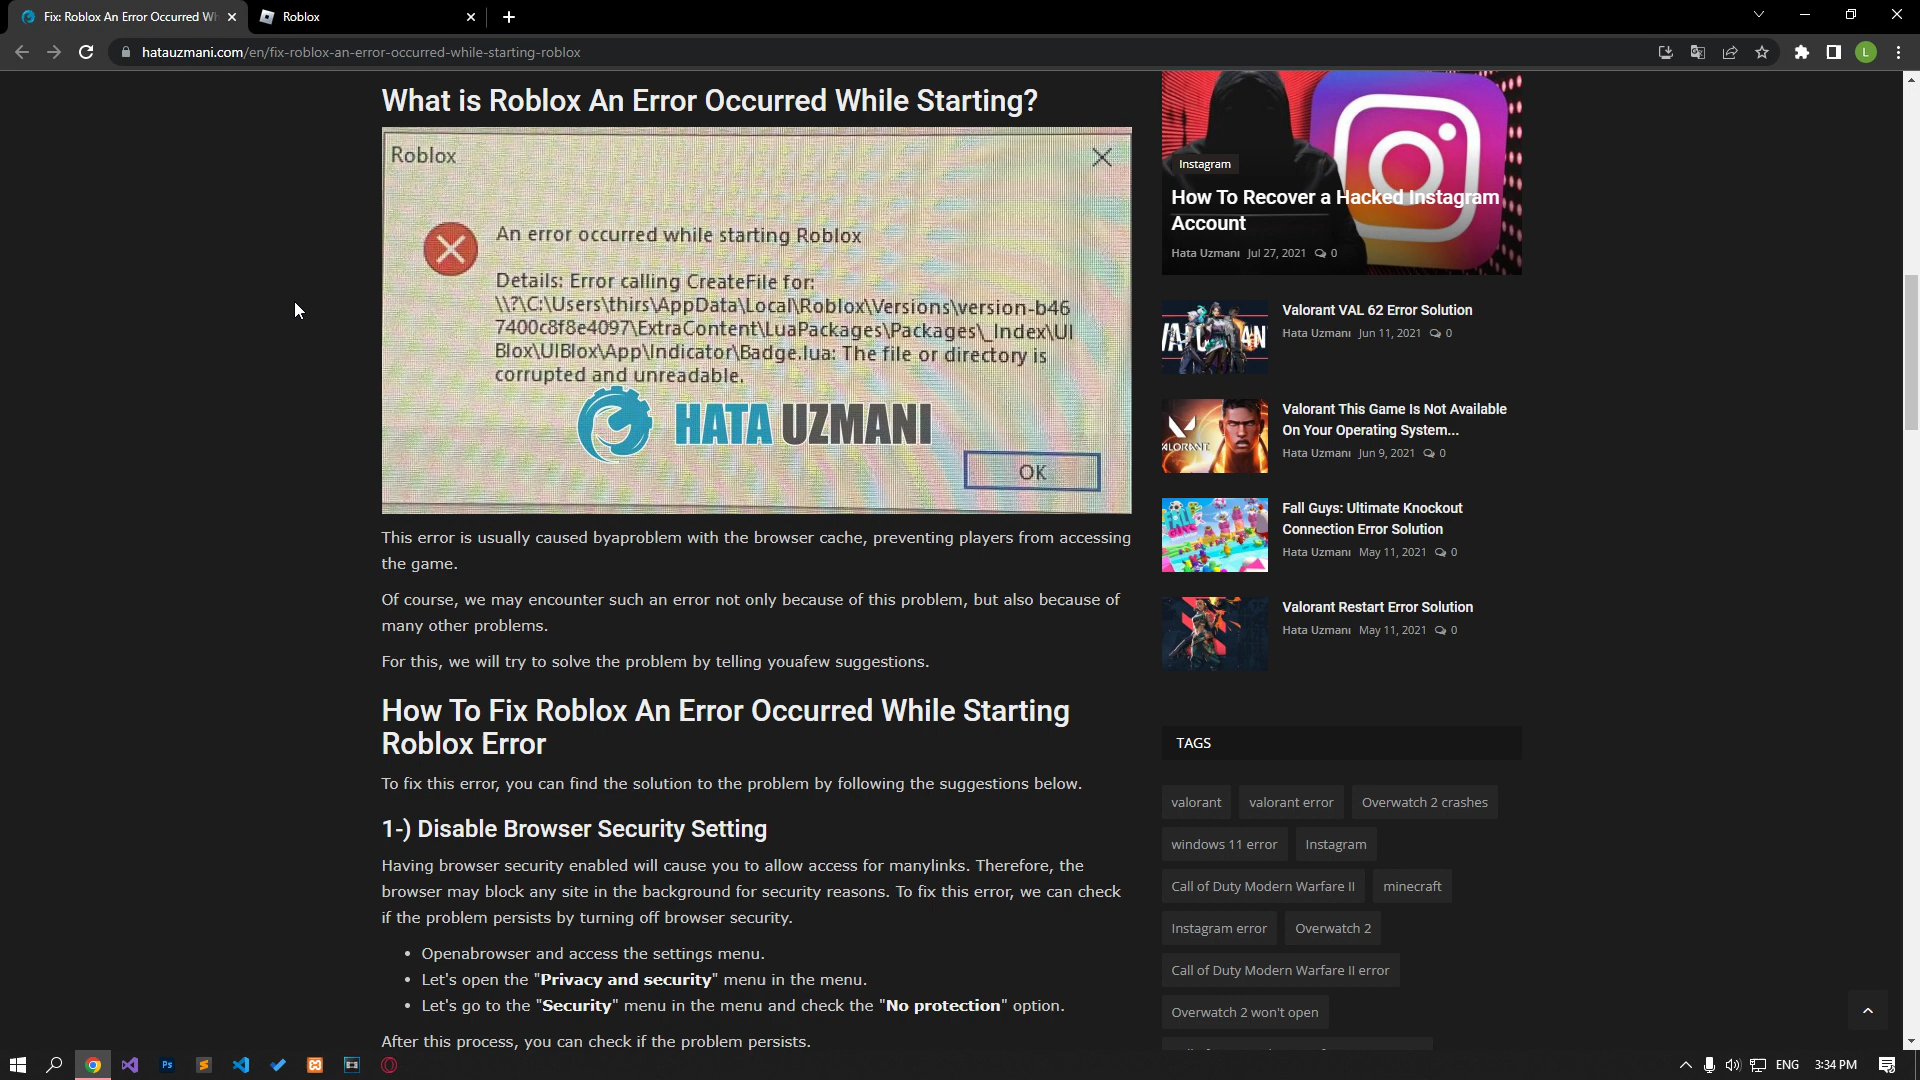 Fix: Roblox An Error Occurred Wh
Roblox
hatauzmani.com/en/fix-roblox-an-error-occurred-while-starting-roblox
L
What is Roblox An Error Occurred While Starting?
Roblox
An error occurred while starting Roblox
Details: Error calling CreateFile for:
\\?\C:\Users\thirs\AppData\Local\Roblox\Versions\version-b46
7400c8f8e4097\ExtraContent\LuaPackages\Packages\_Index\UI
Blox\UIBlox\App\Indicator\Badge.lua: The file or directory is
corrupted and unreadable.
HATA UZMANI
OK
This error is usually caused byaproblem with the browser cache, preventing players from accessing
the game.
Of course, we may encounter such an error not only because of this problem, but also because of
many other problems.
For this, we will try to solve the problem by telling youafew suggestions.
How To Fix Roblox An Error Occurred While Starting
Roblox Error
To fix this error, you can find the solution to the problem by following the suggestions below.
1-) Disable Browser Security Setting
Having browser security enabled will cause you to allow access for manylinks. Therefore, the
browser may block any site in the background for security reasons. To fix this error, we can check
if the problem persists by turning off browser security.
• Openabrowser and access the settings menu.
• Let's open the "Privacy and security" menu in the menu.
• Let's go to the "Security" menu in the menu and check the "No protection" option.
After this process, you can check if the problem persists.
Instagram
How To Recover a Hacked Instagram
Account
Hata Uzmanı Jul 27, 2021 0
Valorant VAL 62 Error Solution
Hata Uzmanı Jun 11, 2021 0
VALORANT
Valorant This Game Is Not Available
On Your Operating System...
Hata Uzmanı Jun 9, 2021 0
Fall Guys: Ultimate Knockout
Connection Error Solution
Hata Uzmanı May 11, 2021 0
Valorant Restart Error Solution
Hata Uzmanı May 11, 2021 0
TAGS
valorant
valorant error
Overwatch 2 crashes
windows 11 error
Instagram
Call of Duty Modern Warfare II
minecraft
Instagram error
Overwatch 2
Call of Duty Modern Warfare II error
Overwatch 2 won't open
Ps
ENG
3:34 PM